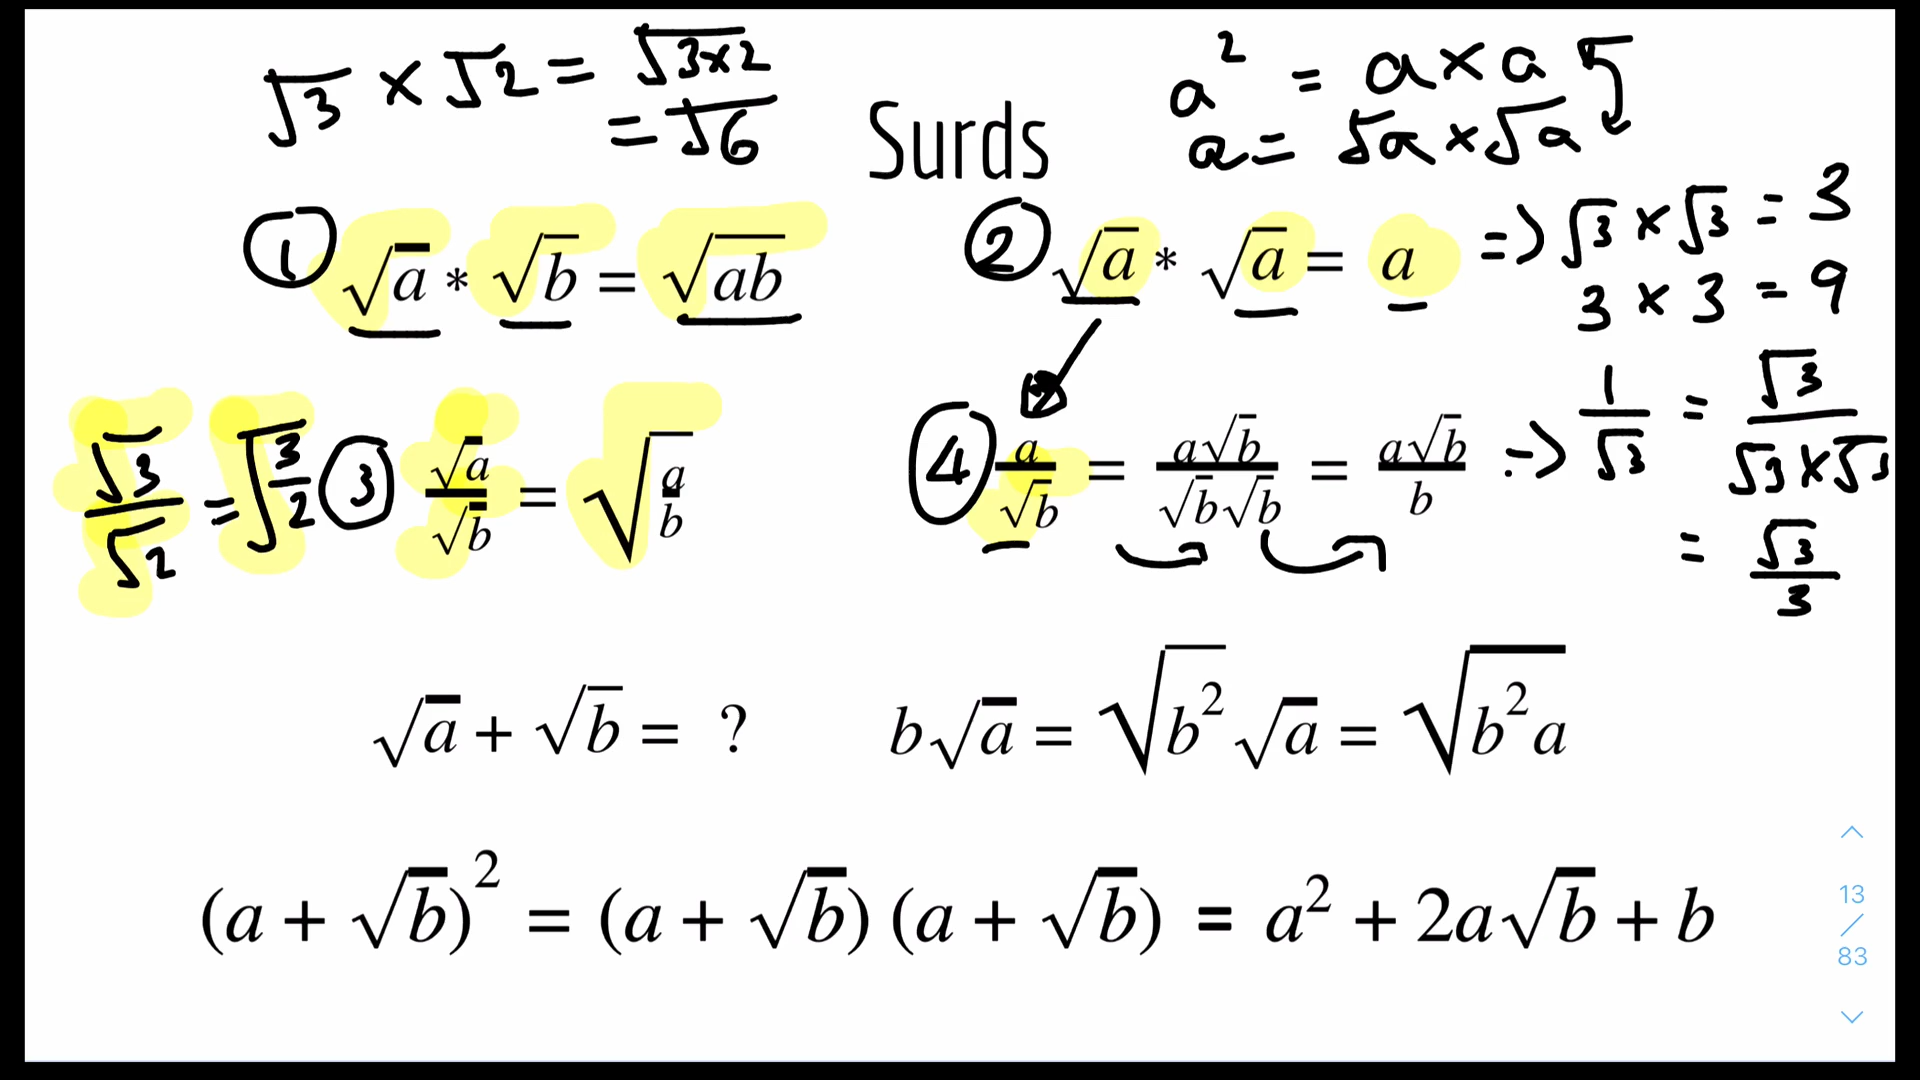 √3 × √2 = √3×2
= √6
Surds
a² = a × a
a = √a × √a
① √a * √b = √ab
② √a * √a = a => √3 × √3 = 3
3 × 3 = 9
√3/√2 = √3/2
③ √a/√b = √a/b
④ a/√b = a√b/√b√b = a√b/b => 1/√3 = √3/√3×√3
= √3/3
√a + √b = ?
b√a = √b² √a = √b²a
(a + √b)² = (a + √b) (a + √b) = a² + 2a√b + b
13
/
83